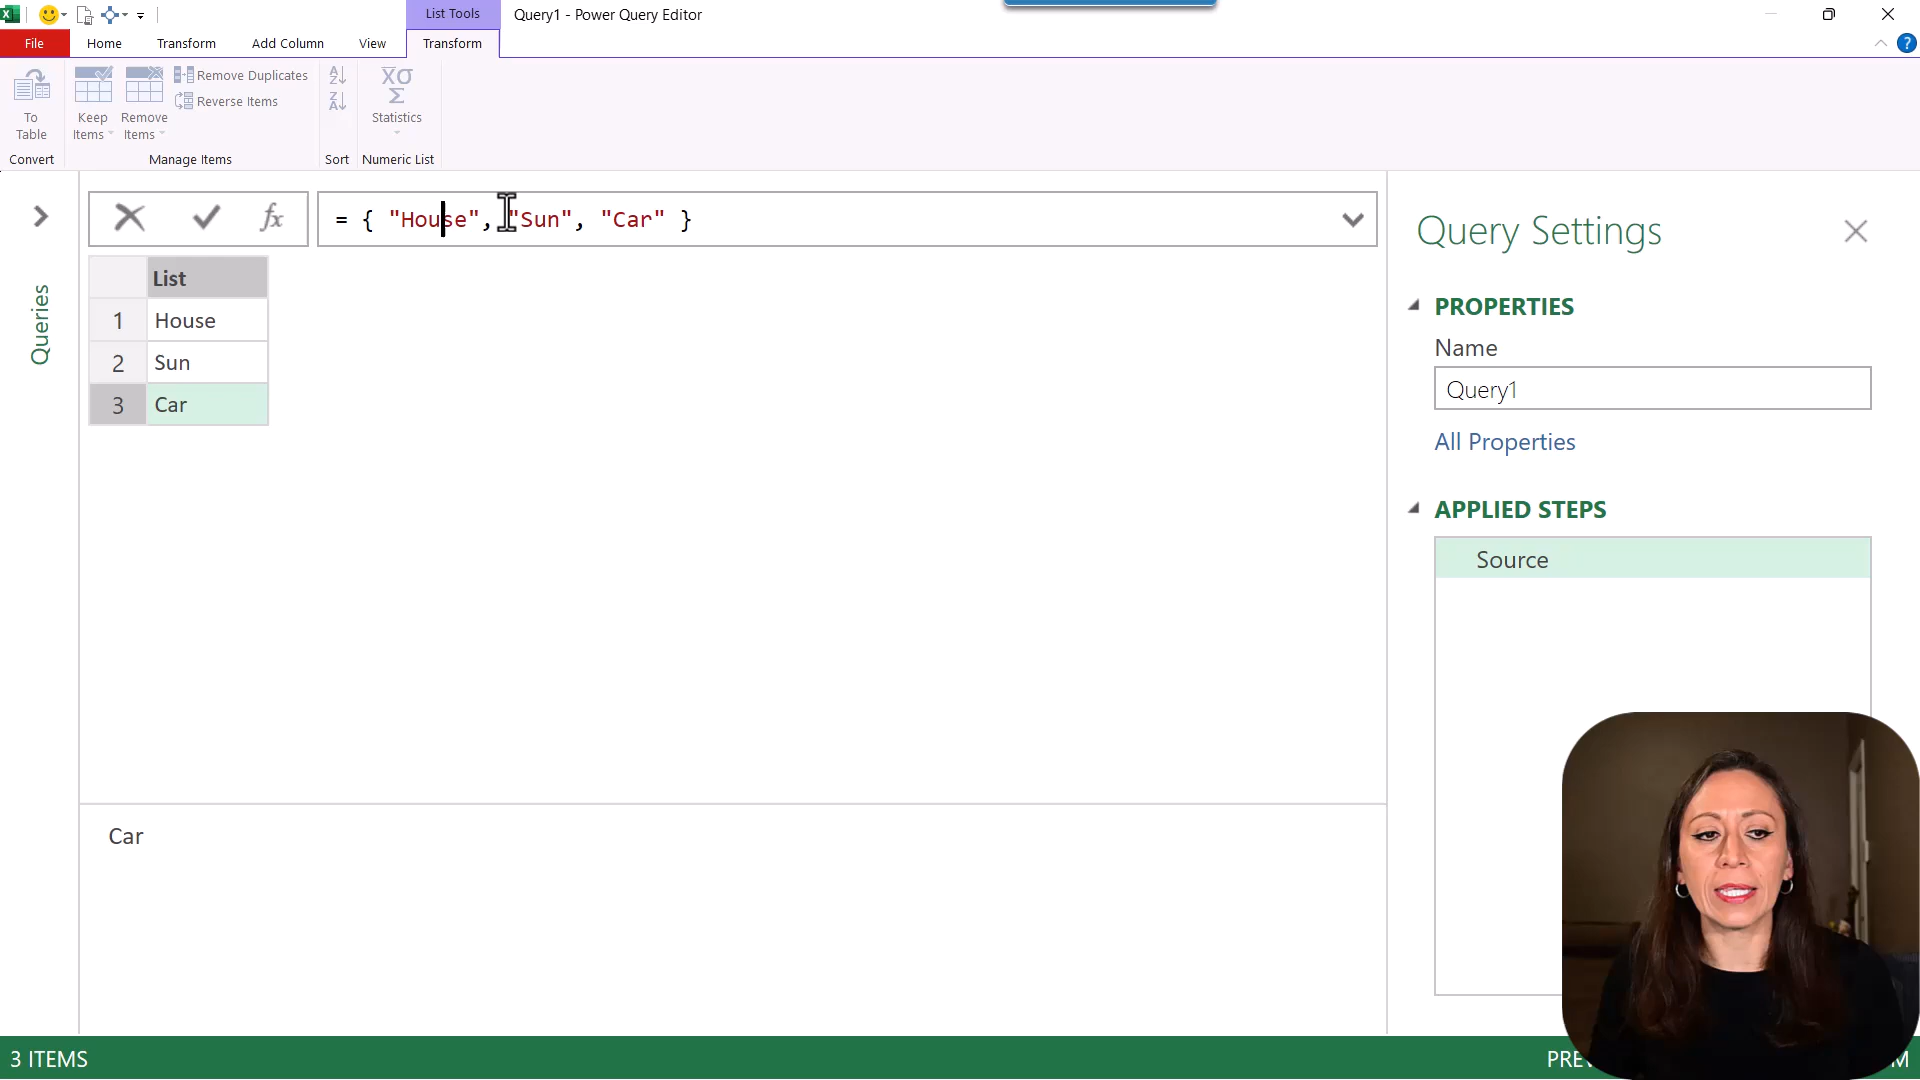 List Tools
Query1 - Power Query Editor
File
Home
Transform
Add Column
View
Transform
To
Table
Keep
Items
Remove
Items
Remove Duplicates
Reverse Items
Statistics
Convert
Manage Items
Sort
Numeric List
= { "House", "Sun", "Car" }
Queries
List
1 House
2 Sun
3 Car
Car
Query Settings
PROPERTIES
Name
Query1
All Properties
APPLIED STEPS
Source
3 ITEMS